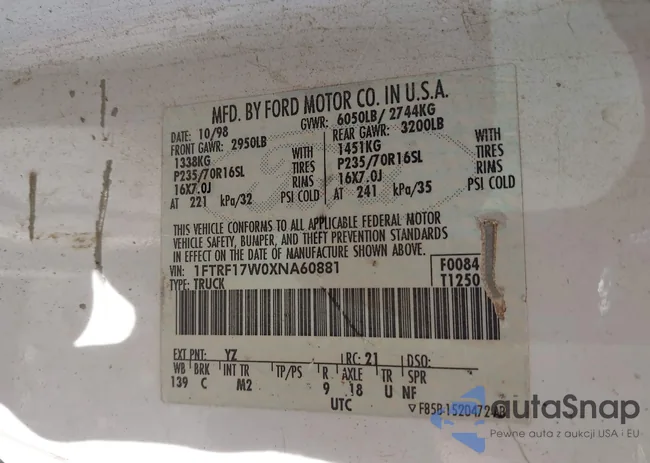 MFD. BY FORD MOTOR CO. IN U.S.A.
DATE: 10/98 GVWR: 6050LB/ 2744KG
FRONT GAWR: 2950LB REAR GAWR: 3200LB
1338KG WITH 1451KG WITH
P235/70R16SL TIRES P235/70R16SL TIRES
16X7.0J RIMS 16X7.0J RIMS
AT 221 kPa/32 PSI COLD AT 241 kPa/35 PSI COLD
THIS VEHICLE CONFORMS TO ALL APPLICABLE FEDERAL MOTOR
VEHICLE SAFETY, BUMPER, AND THEFT PREVENTION STANDARDS
IN EFFECT ON THE DATE OF MANUFACTURE SHOWN ABOVE.
VIN: 1FTRF17W0XNA60881 F0084
TYPE: TRUCK T1250
EXT PNT: YZ RC: 21 DSO:
WB BRK INT TR TP/PS R AXLE TR SPR
139 C M2 9 18 U NF
UTC ▽ F85B-1520472-AB
autoSnap
Pewne auta z aukcji USA i EU